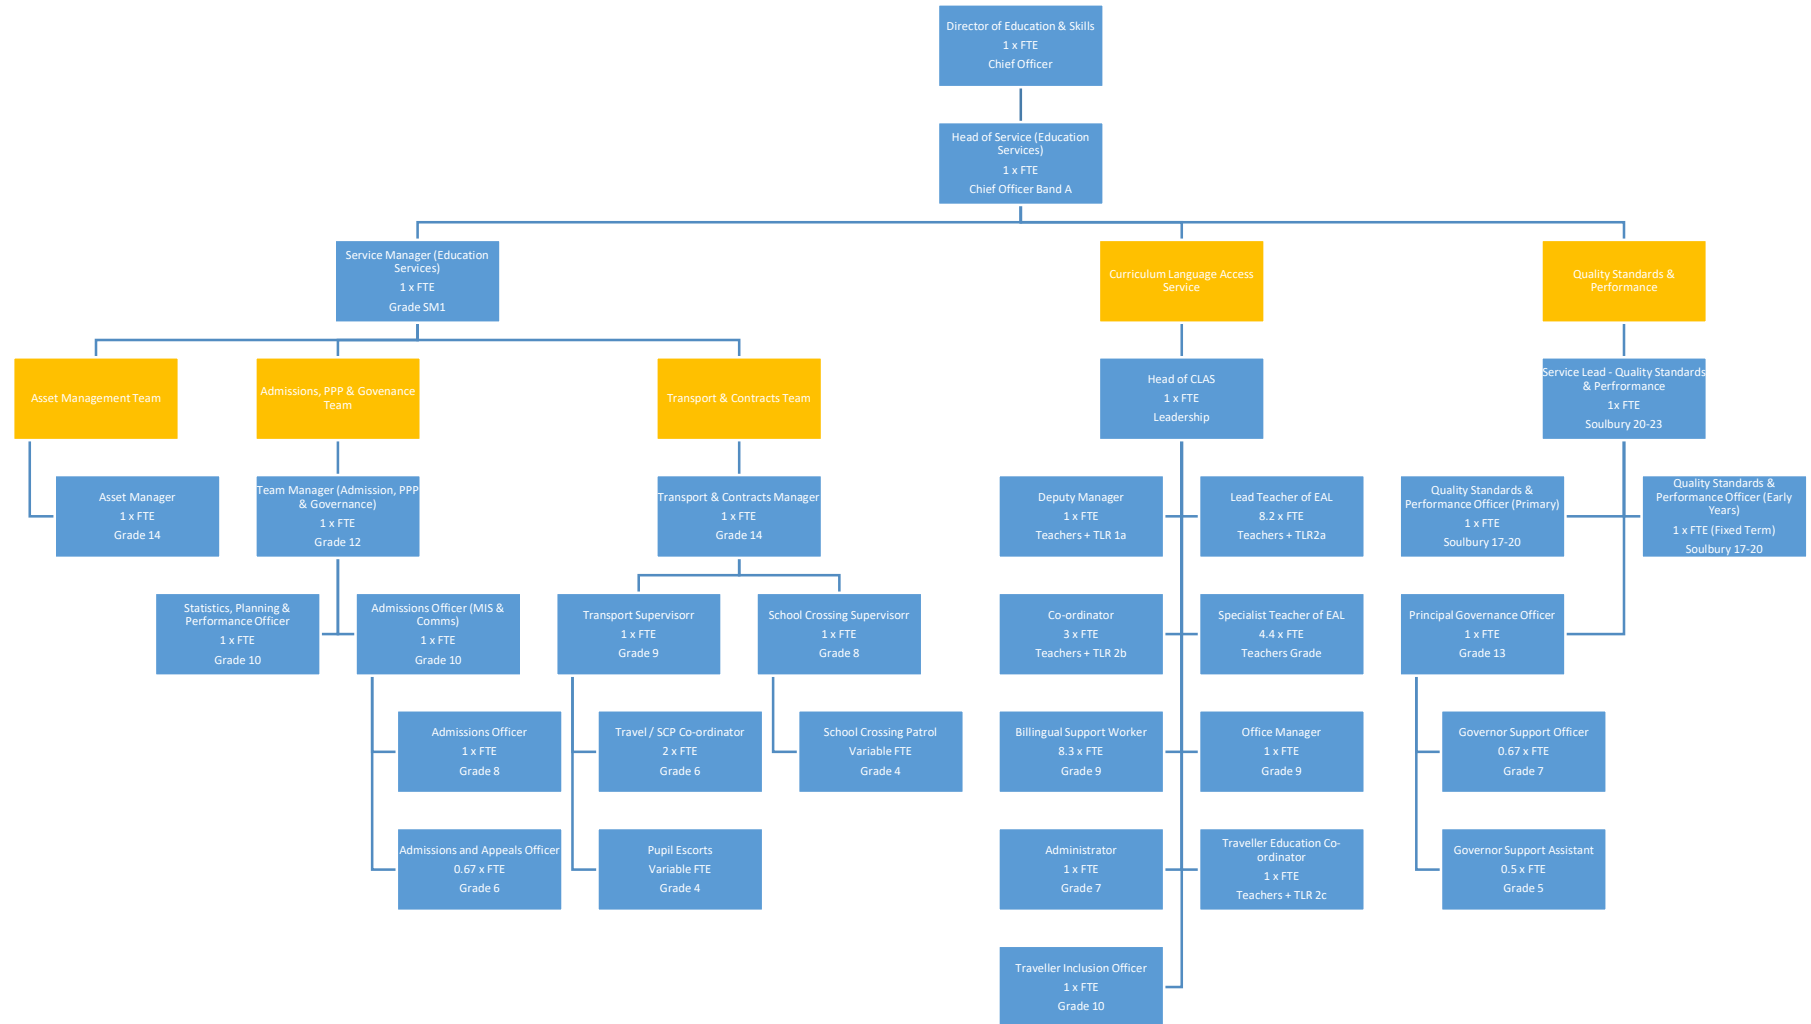 Director of Education & Skills
1 x FTE
Chief Officer
Head of Service (Education
Services)
1 x FTE
Chief Officer Band A
Service Manager (Education
Services)
1 x FTE
Grade SM1
Curriculum Language Access
Service
Quality Standards &
Performance
Asset Management Team
Admissions, PPP & Govenance
Team
Transport & Contracts Team
Head of CLAS
1 x FTE
Leadership
Service Lead - Quality Standards
& Perfrormance
1x FTE
Soulbury 20-23
Asset Manager
1 x FTE
Grade 14
Team Manager (Admission, PPP
& Governance)
1 x FTE
Grade 12
Transport & Contracts Manager
1 x FTE
Grade 14
Deputy Manager
1 x FTE
Teachers + TLR 1a
Lead Teacher of EAL
8.2 x FTE
Teachers + TLR2a
Quality Standards &
Performance Officer (Primary)
1 x FTE
Soulbury 17-20
Quality Standards &
Performance Officer (Early
Years)
1 x FTE (Fixed Term)
Soulbury 17-20
Statistics, Planning &
Performance Officer
1 x FTE
Grade 10
Admissions Officer (MIS &
Comms)
1 x FTE
Grade 10
Transport Supervisorr
1 x FTE
Grade 9
School Crossing Supervisorr
1 x FTE
Grade 8
Co-ordinator
3 x FTE
Teachers + TLR 2b
Specialist Teacher of EAL
4.4 x FTE
Teachers Grade
Principal Governance Officer
1 x FTE
Grade 13
Admissions Officer
1 x FTE
Grade 8
Travel / SCP Co-ordinator
2 x FTE
Grade 6
School Crossing Patrol
Variable FTE
Grade 4
Billingual Support Worker
8.3 x FTE
Grade 9
Office Manager
1 x FTE
Grade 9
Governor Support Officer
0.67 x FTE
Grade 7
Admissions and Appeals Officer
0.67 x FTE
Grade 6
Pupil Escorts
Variable FTE
Grade 4
Administrator
1 x FTE
Grade 7
Traveller Education Co-
ordinator
1 x FTE
Teachers + TLR 2c
Governor Support Assistant
0.5 x FTE
Grade 5
Traveller Inclusion Officer
1 x FTE
Grade 10